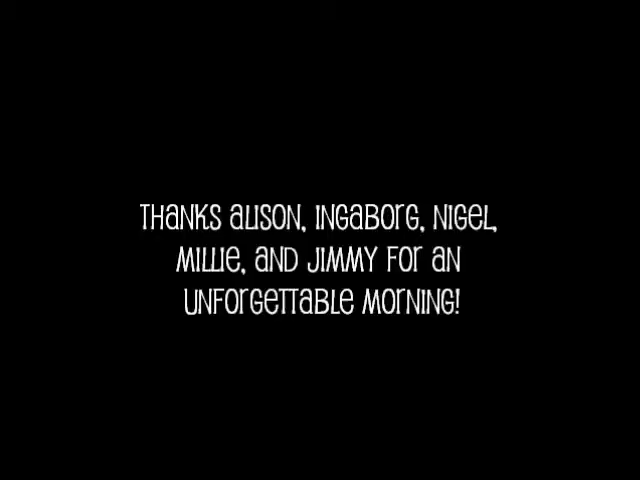 Thanks Alison, Ingaborg, Nigel,
Millie, and Jimmy for an
Unforgettable Morning!